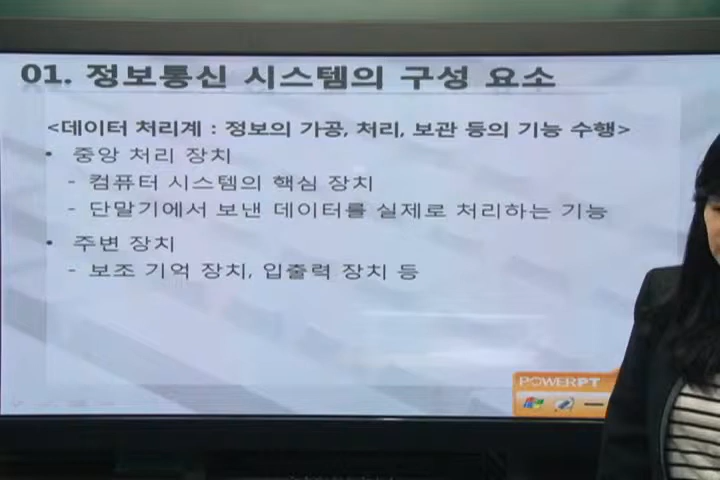 01. 정보통신 시스템의 구성 요소
<데이터 처리계 : 정보의 가공, 처리, 보관 등의 기능 수행>
• 중앙 처리 장치
- 컴퓨터 시스템의 핵심 장치
- 단말기에서 보낸 데이터를 실제로 처리하는 기능
• 주변 장치
- 보조 기억 장치, 입출력 장치 등
POWERPT